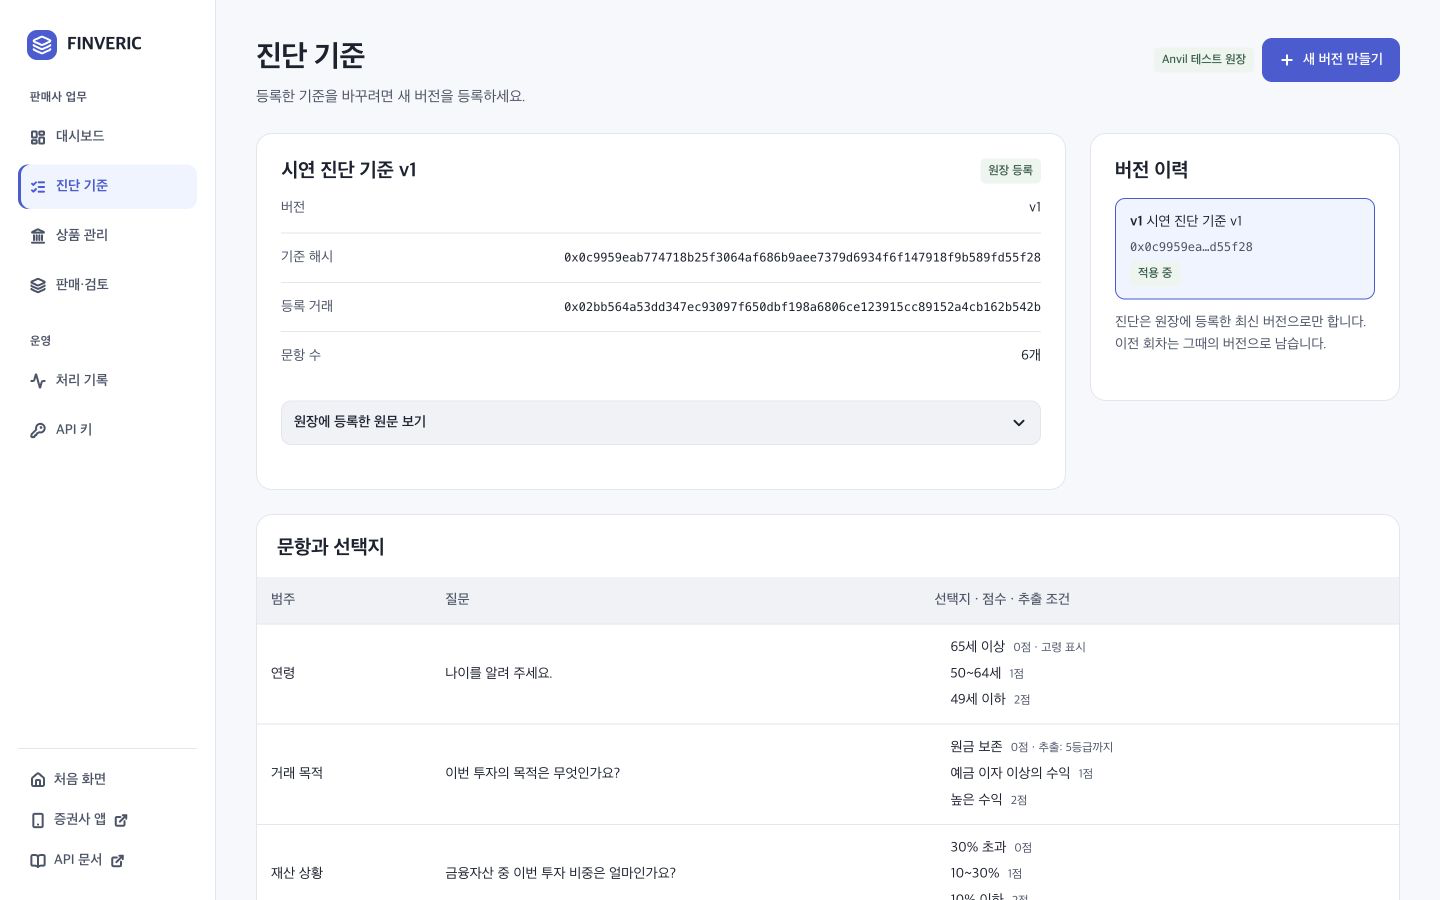 FINVERIC
판매사 업무
대시보드
진단 기준
상품 관리
판매·검토
운영
처리 기록
API 키
처음 화면
증권사 앱
API 문서
진단 기준
등록한 기준을 바꾸려면 새 버전을 등록하세요.
Anvil 테스트 원장
새 버전 만들기
시연 진단 기준 v1
원장 등록
버전 v1
기준 해시 0x0c9959eab774718b25f3064af686b9aee7379d6934f6f147918f9b589fd55f28
등록 거래 0x02bb564a53dd347ec93097f650dbf198a6806ce123915cc89152a4cb162b542b
문항 수 6개
원장에 등록한 원문 보기
버전 이력
v1 시연 진단 기준 v1
0x0c9959ea…d55f28
적용 중
진단은 원장에 등록한 최신 버전으로만 합니다.
이전 회차는 그때의 버전으로 남습니다.
문항과 선택지
범주 질문 선택지 · 점수 · 추출 조건
연령 나이를 알려 주세요.
65세 이상 0점 · 고령 표시
50~64세 1점
49세 이하 2점
거래 목적 이번 투자의 목적은 무엇인가요?
원금 보존 0점 · 추출: 5등급까지
예금 이자 이상의 수익 1점
높은 수익 2점
재산 상황 금융자산 중 이번 투자 비중은 얼마인가요?
30% 초과 0점
10~30% 1점
10% 이하 2점